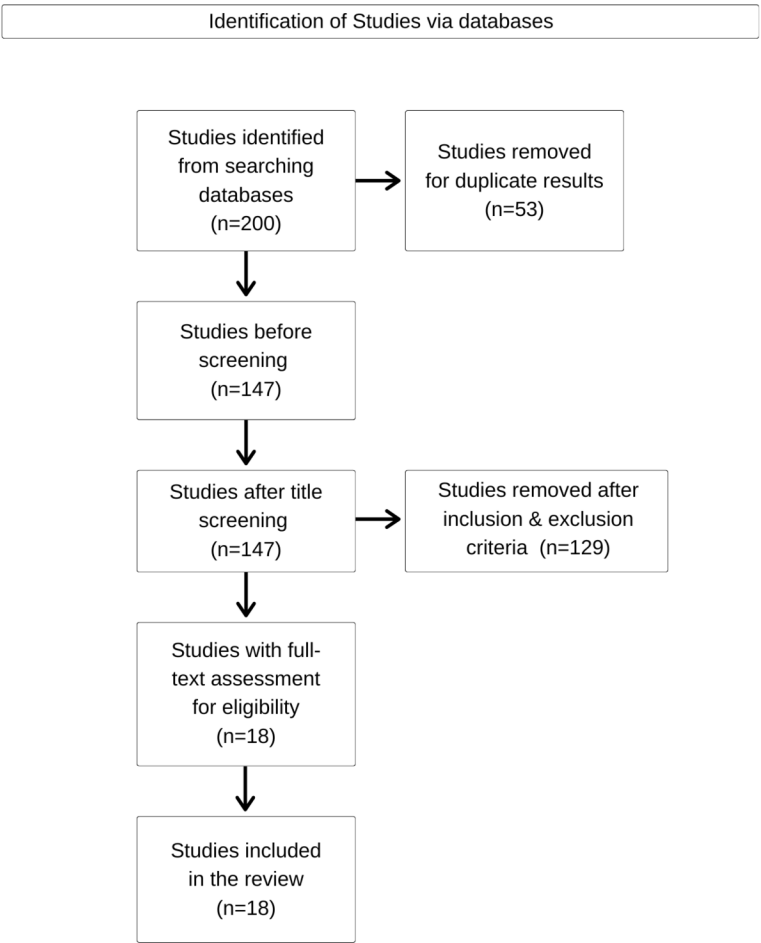 Identification of Studies via databases
Studies identified
from searching
databases
(n=200)
Studies removed
for duplicate results
(n=53)
Studies before
screening
(n=147)
Studies after title
screening
(n=147)
Studies removed after
inclusion & exclusion
criteria  (n=129)
Studies with full-
text assessment
for eligibility
(n=18)
Studies included
in the review
(n=18)